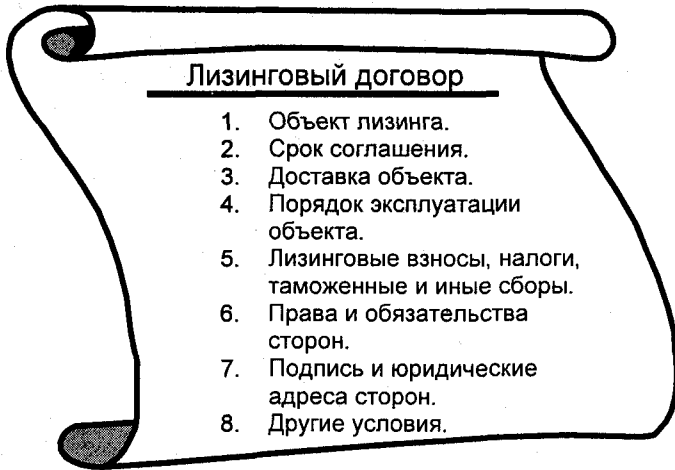 Лизинговый договор
1. Объект лизинга.
2. Срок соглашения.
3. Доставка объекта.
4. Порядок эксплуатации
объекта.
5. Лизинговые взносы, налоги,
таможенные и иные сборы.
6. Права и обязательства
сторон.
7. Подпись и юридические
адреса сторон.
8. Другие условия.